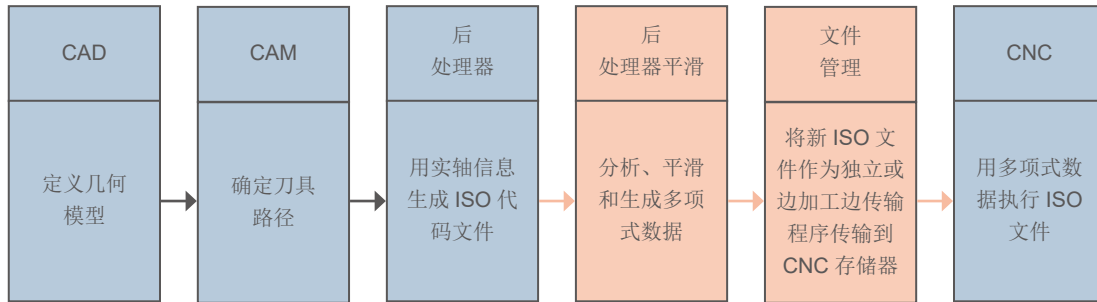 CAD
定义几何
模型
CAM
确定刀具
路径
后
处理器
用实轴信息
生成 ISO 代
码文件
后
处理器平滑
分析、平滑
和生成多项
式数据
文件
管理
将新 ISO 文
件作为独立或
边加工边传输
程序传输到
CNC 存储器
CNC
用多项式数
据执行 ISO
文件